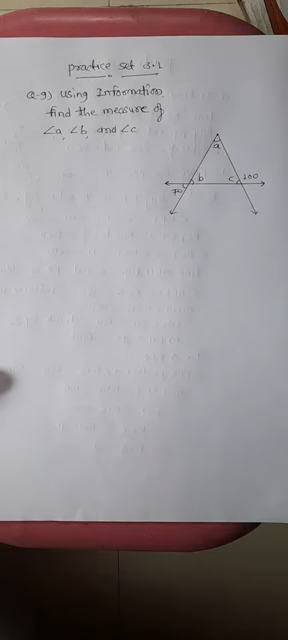 practice set 3.1
Q-9) Using Information
find the measure of
∠a, ∠b, and ∠c
a
b c 100
70